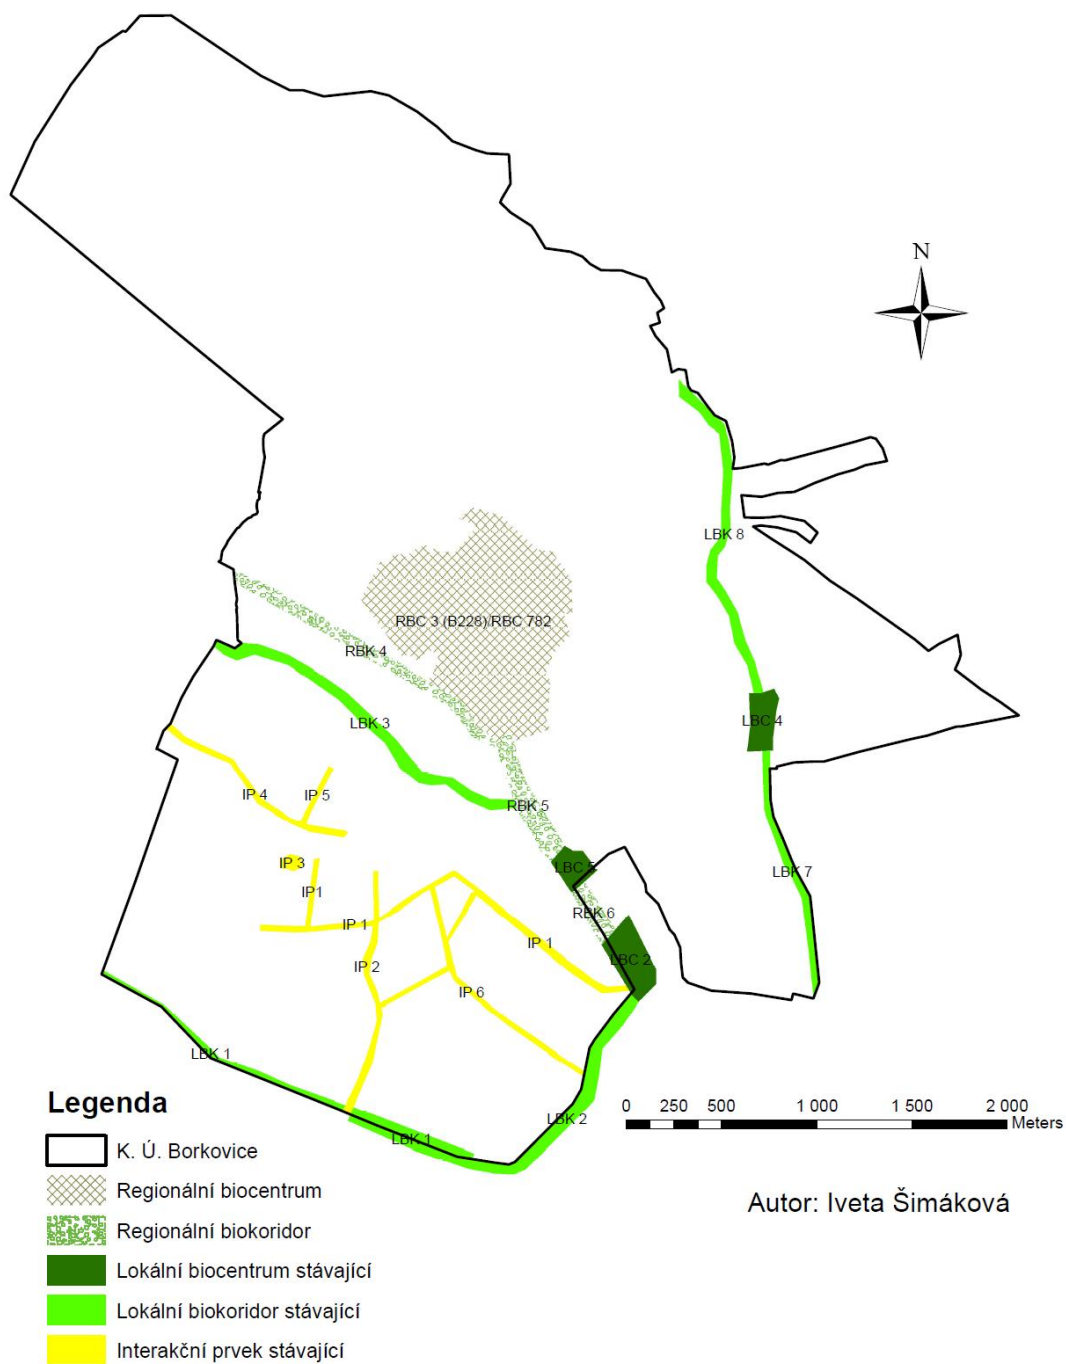 N
LBK 8
RBC 3 (B228)/RBC 782
RBK 4
LBK 3
LBC 4
IP 4
IP 5
RBK 5
IP 3
LBC 5
LBK 7
IP1
RBK 6
IP 1
IP 1
IP 2
LBC 2
IP 6
LBK 1
LBK 2
LBK 1
0 250 500 1 000 1 500 2 000
Meters
Autor: Iveta Šimáková
Legenda
K. Ú. Borkovice
Regionální biocentrum
Regionální biokoridor
Lokální biocentrum stávající
Lokální biokoridor stávající
Interakční prvek stávající